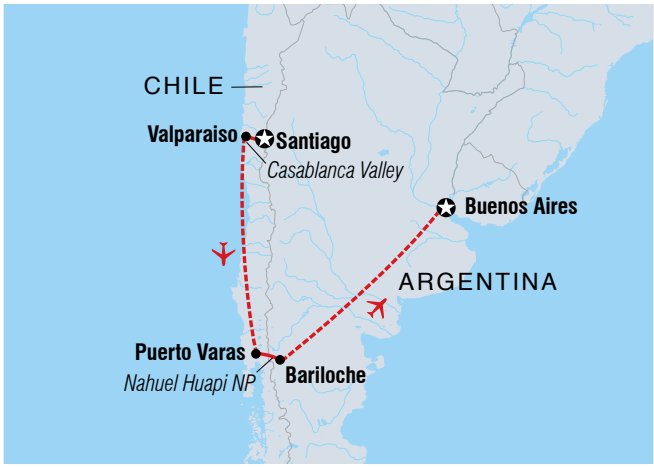 CHILE
Valparaiso
Santiago
Casablanca Valley
Buenos Aires
ARGENTINA
Puerto Varas
Nahuel Huapi NP
Bariloche